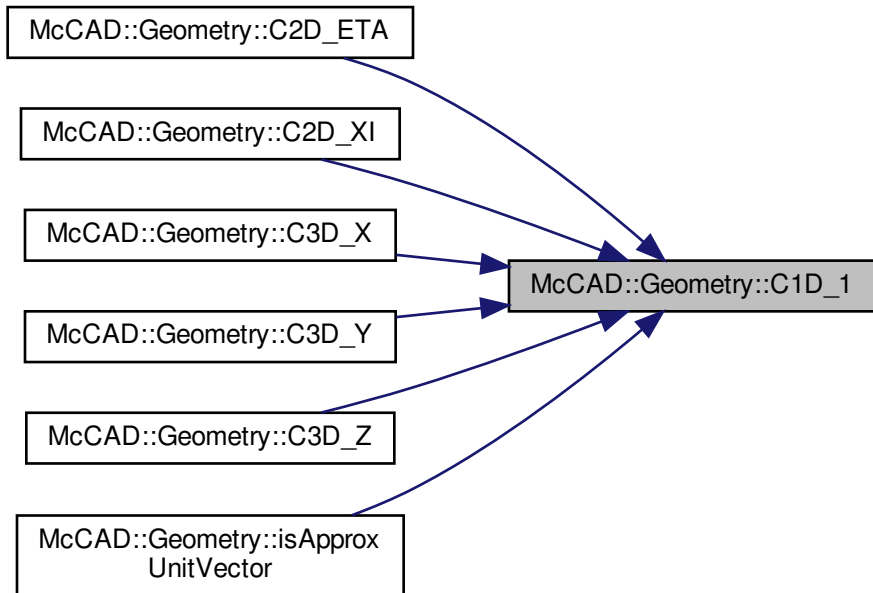 McCAD::Geometry::C2D_ETA
McCAD::Geometry::C2D_XI
McCAD::Geometry::C3D_X
McCAD::Geometry::C1D_1
McCAD::Geometry::C3D_Y
McCAD::Geometry::C3D_Z
McCAD::Geometry::isApprox
UnitVector